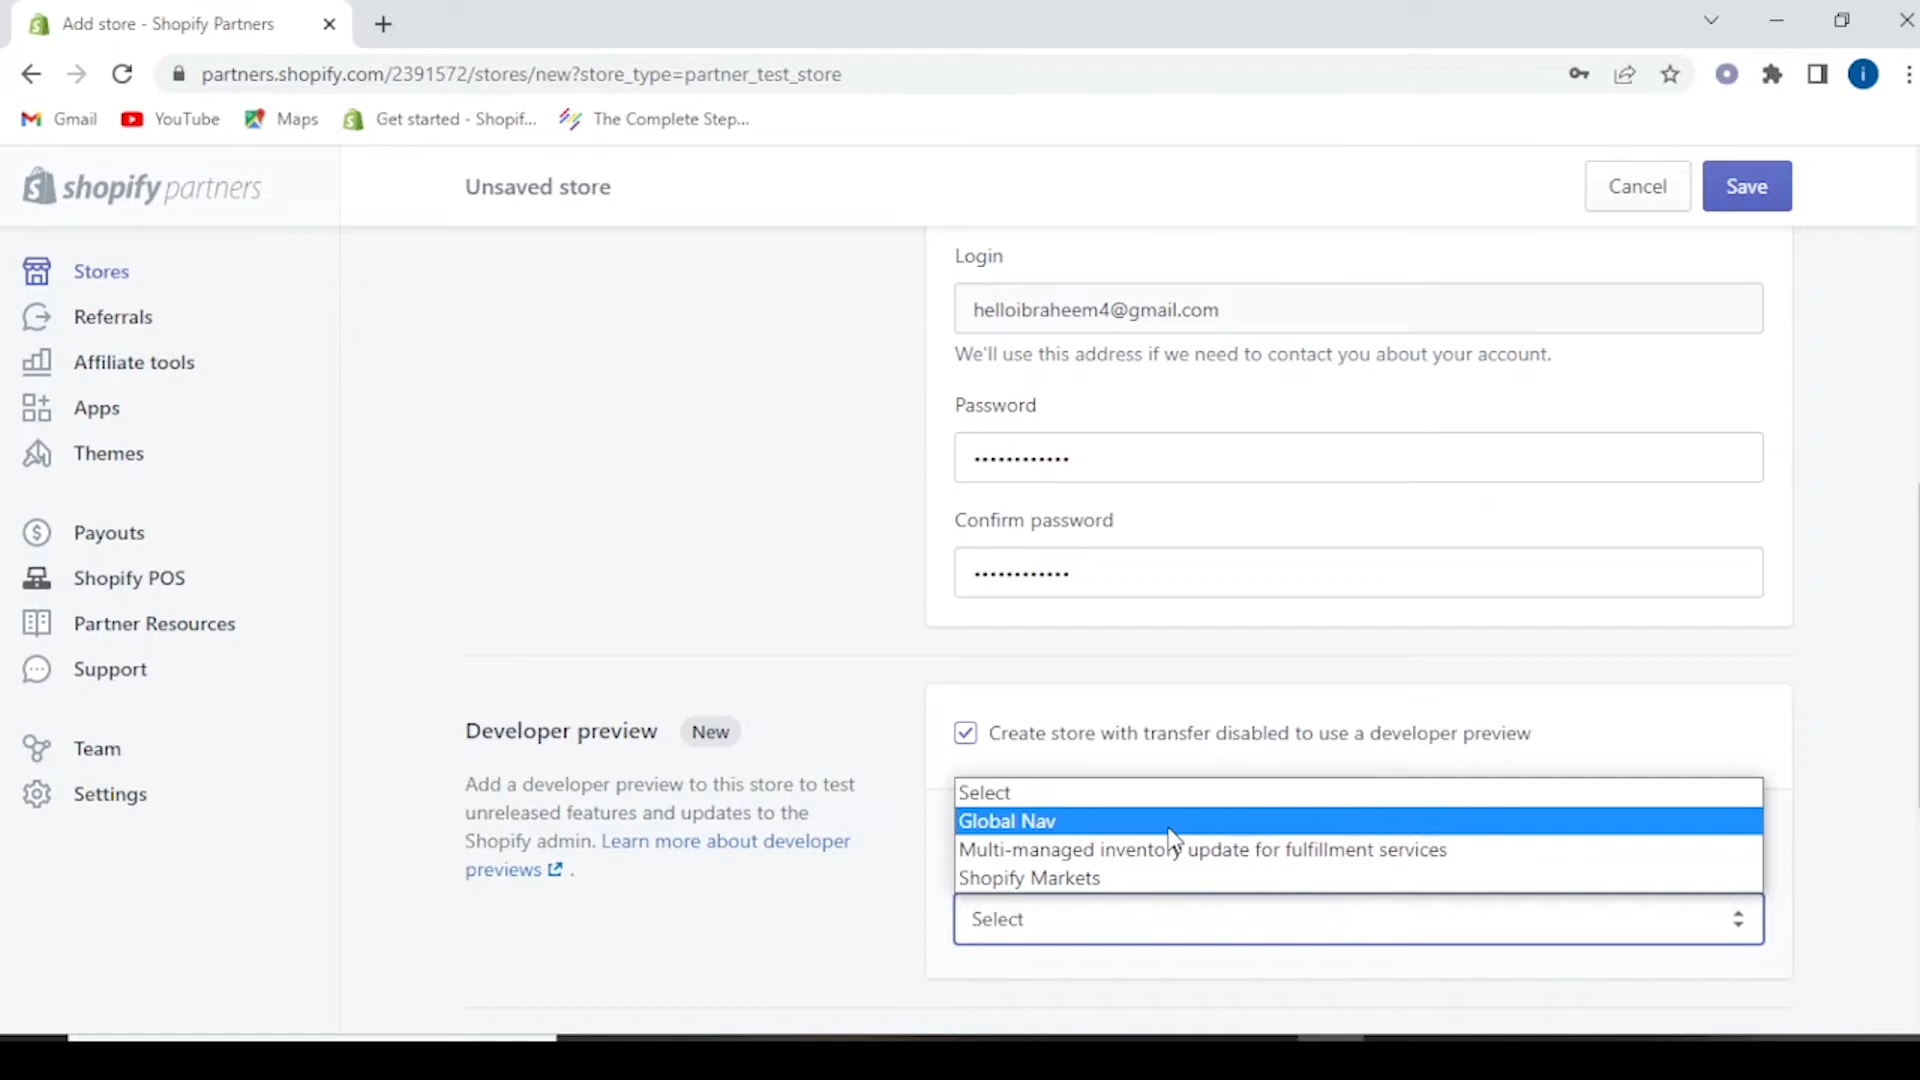 Add store - Shopify Partners
partners.shopify.com/2391572/stores/new?store_type=partner_test_store
i
Gmail
YouTube
Maps
Get started - Shopif...
The Complete Step...
shopify partners
Unsaved store
Cancel
Save
Stores
Referrals
Affiliate tools
Apps
Themes
Payouts
Shopify POS
Partner Resources
Support
Team
Settings
Login
helloibraheem4@gmail.com
We'll use this address if we need to contact you about your account.
Password
••••••••••••
Confirm password
••••••••••••
Developer preview
New
Add a developer preview to this store to test
unreleased features and updates to the
Shopify admin. Learn more about developer
previews .
Create store with transfer disabled to use a developer preview
Select
Global Nav
Multi-managed inventory update for fulfillment services
Shopify Markets
Select